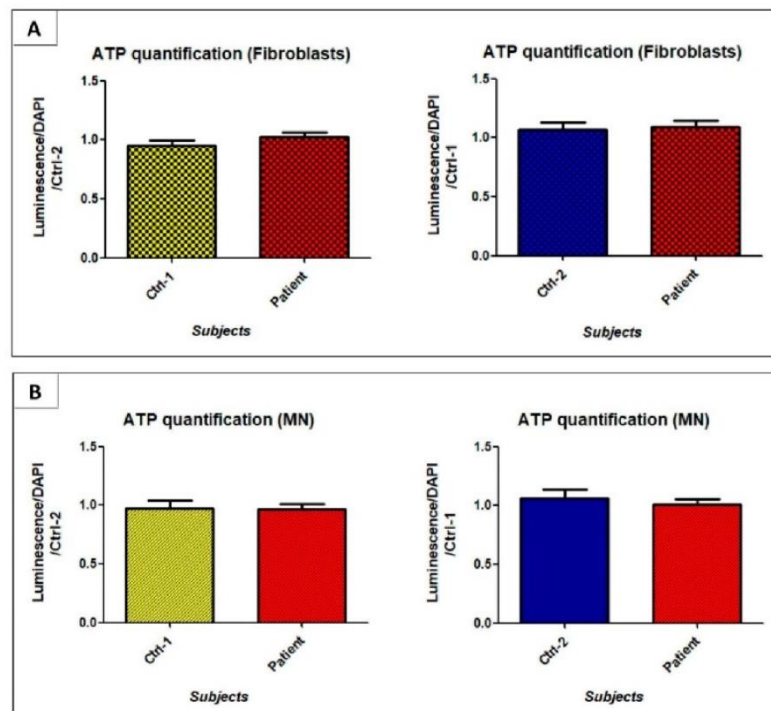 A
ATP quantification (Fibroblasts)
Luminescence/DAPI
/Ctrl-2
1.5
1.0
0.5
0.0
Ctrl-1
Patient
Subjects
ATP quantification (Fibroblasts)
Luminescence/DAPI
/Ctrl-1
1.5
1.0
0.5
0.0
Ctrl-2
Patient
Subjects
B
ATP quantification (MN)
Luminescence/DAPI
/Ctrl-2
1.5
1.0
0.5
0.0
Ctrl-1
Patient
Subjects
ATP quantification (MN)
Luminescence/DAPI
/Ctrl-1
1.5
1.0
0.5
0.0
Ctrl-2
Patient
Subjects